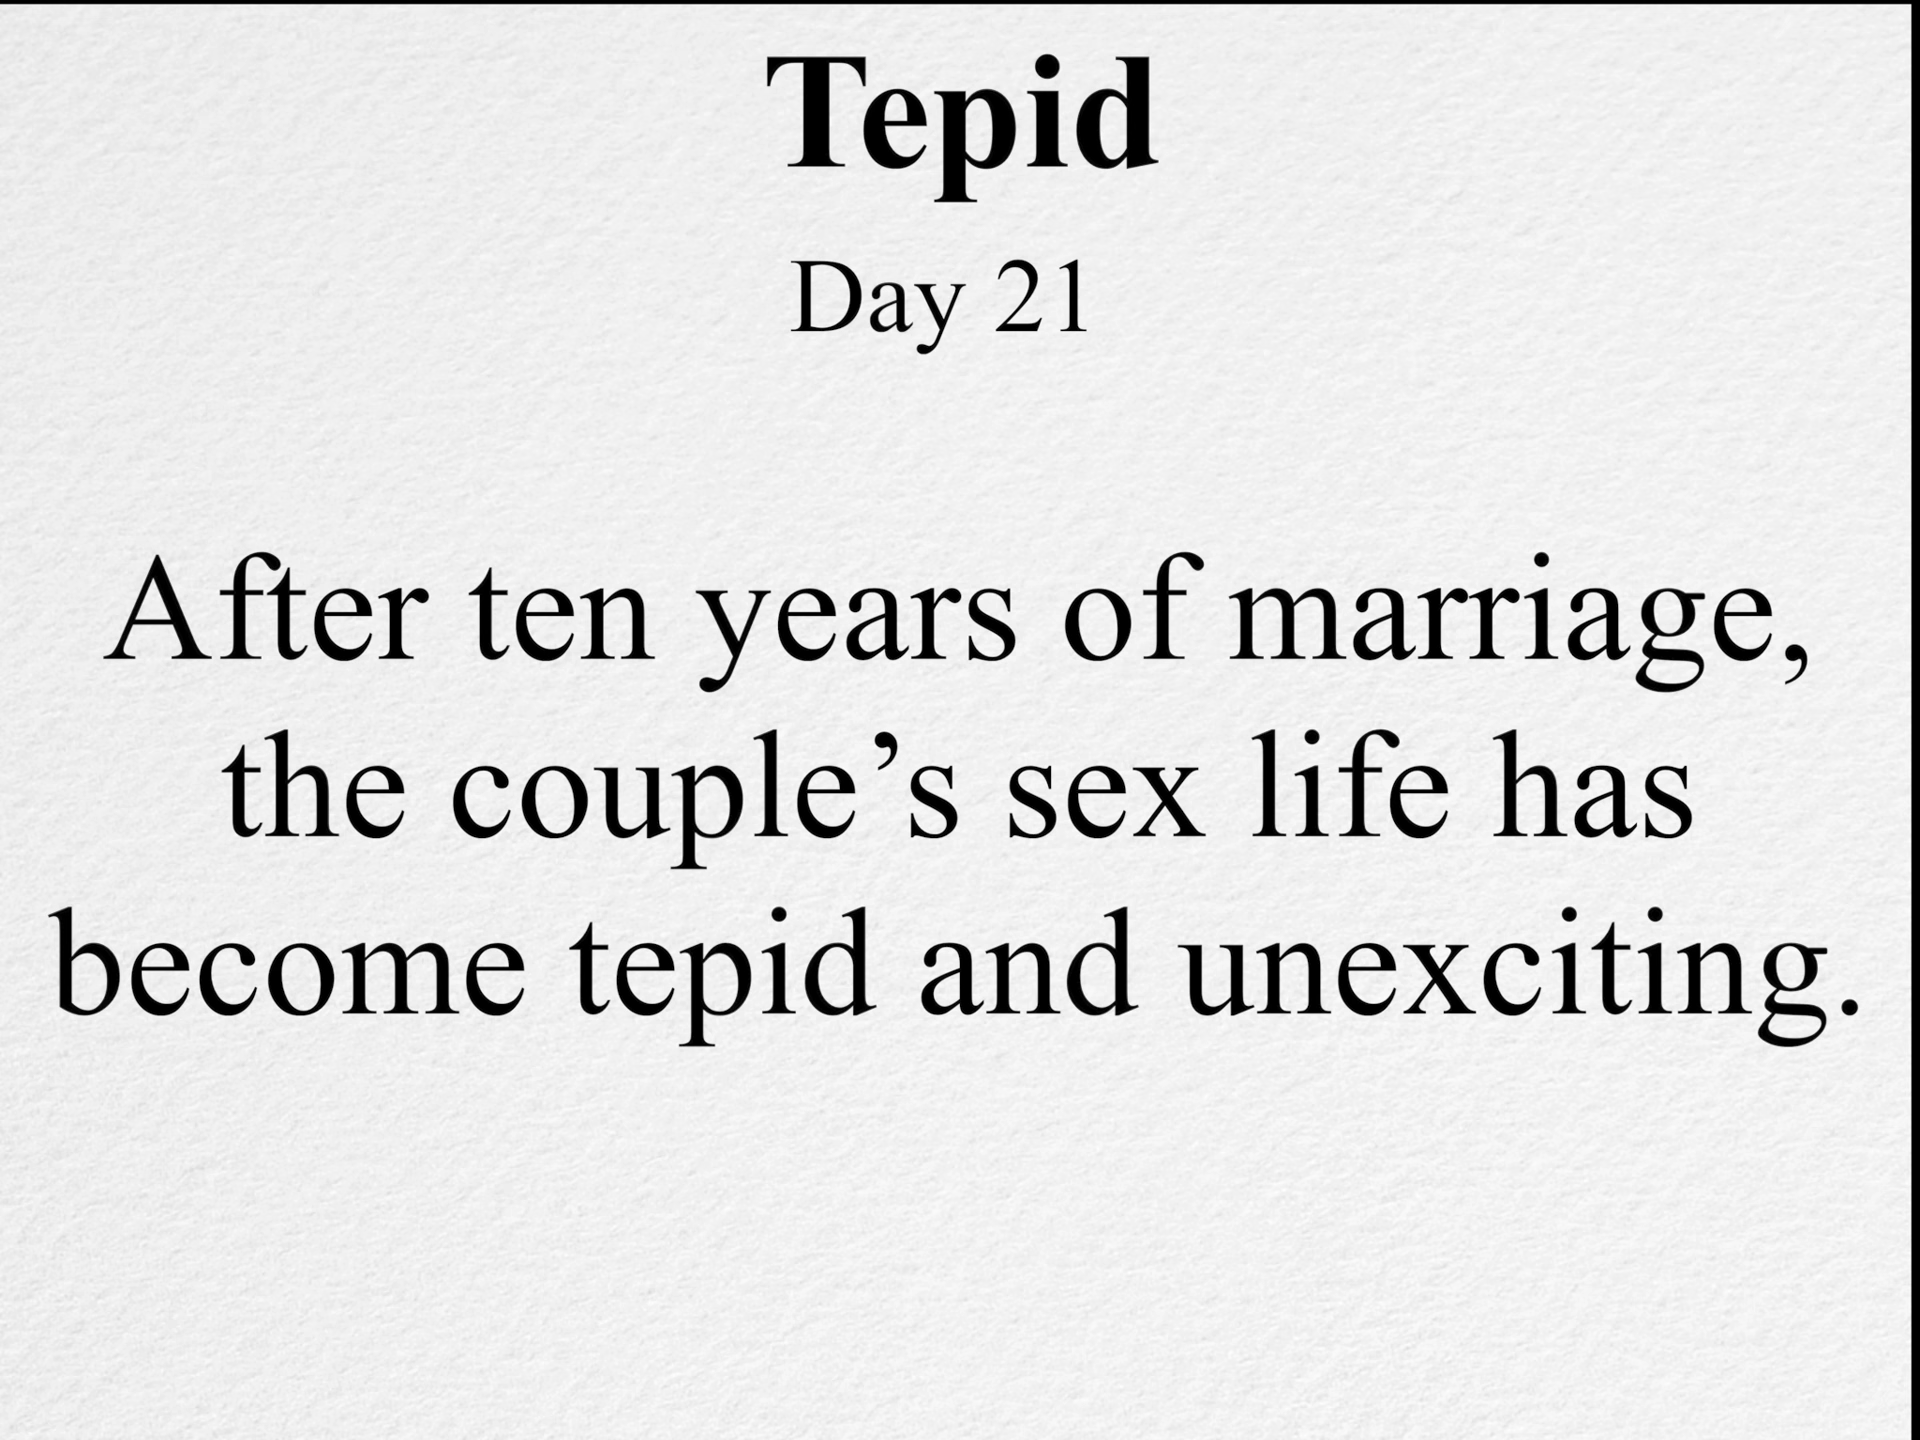 Tepid
Day 21
After ten years of marriage,
the couple’s sex life has
become tepid and unexciting.